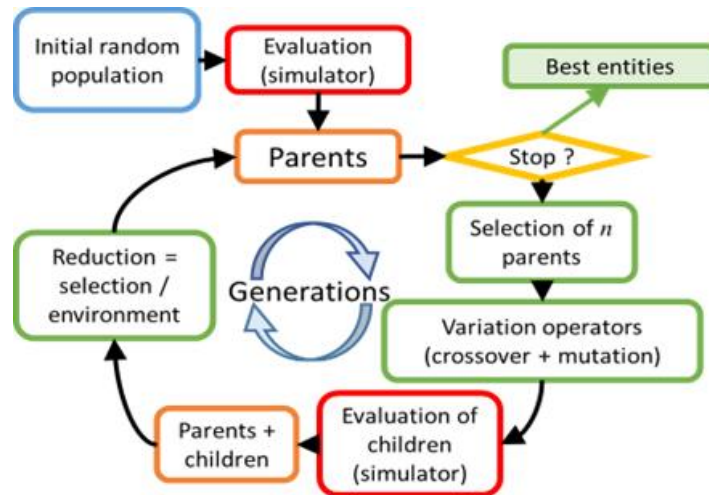 Initial random
population
Evaluation
(simulator)
Best entities
Parents
Stop ?
Selection of n
parents
Reduction =
selection /
environment
Generations
Variation operators
(crossover + mutation)
Evaluation of
children
(simulator)
Parents +
children